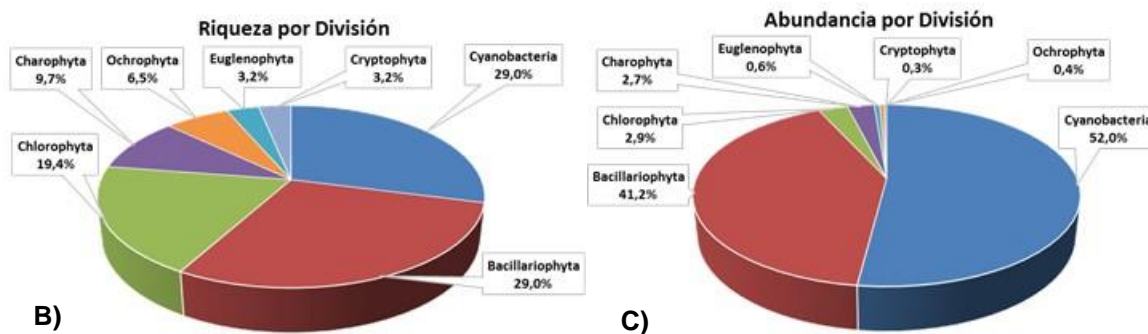 Riqueza por División
Charophyta
9,7%
Ochrophyta
6,5%
Euglenophyta
3,2%
Cryptophyta
3,2%
Cyanobacteria
29,0%
Chlorophyta
19,4%
Bacillariophyta
29,0%
B)
Abundancia por División
Charophyta
2,7%
Euglenophyta
0,6%
Cryptophyta
0,3%
Ochrophyta
0,4%
Chlorophyta
2,9%
Cyanobacteria
52,0%
Bacillariophyta
41,2%
C)